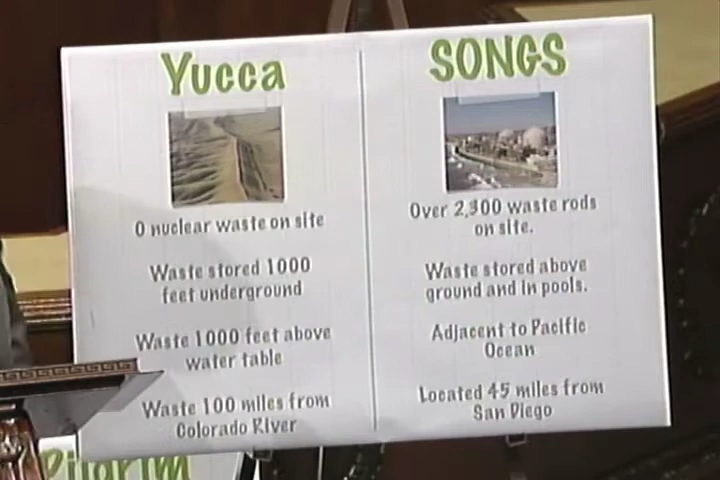 Yucca
0 nuclear waste on site
Waste stored 1000
feet underground
Waste 1000 feet above
water table
Waste 100 miles from
Colorado River
SONGS
Over 2,300 waste rods
on site.
Waste stored above
ground and in pools.
Adjacent to Pacific
Ocean
Located 45 miles from
San Diego
Pilgrim